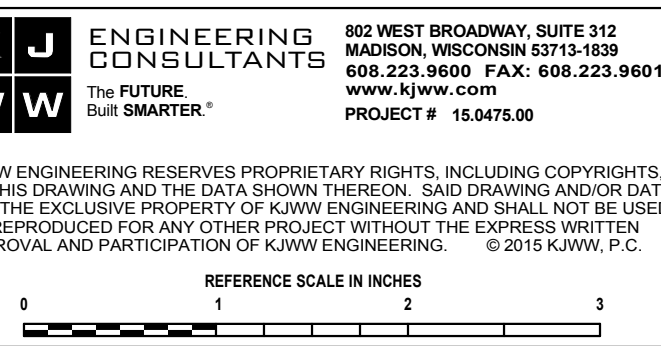 J
W
ENGINEERING
CONSULTANTS
The FUTURE.
Built SMARTER.®
802 WEST BROADWAY, SUITE 312
MADISON, WISCONSIN 53713-1839
608.223.9600 FAX: 608.223.9601
www.kjww.com
PROJECT # 15.0475.00
W ENGINEERING RESERVES PROPRIETARY RIGHTS, INCLUDING COPYRIGHTS,
HIS DRAWING AND THE DATA SHOWN THEREON. SAID DRAWING AND/OR DAT
THE EXCLUSIVE PROPERTY OF KJWW ENGINEERING AND SHALL NOT BE USED
REPRODUCED FOR ANY OTHER PROJECT WITHOUT THE EXPRESS WRITTEN
ROVAL AND PARTICIPATION OF KJWW ENGINEERING. © 2015 KJWW, P.C.
REFERENCE SCALE IN INCHES
0 1 2 3